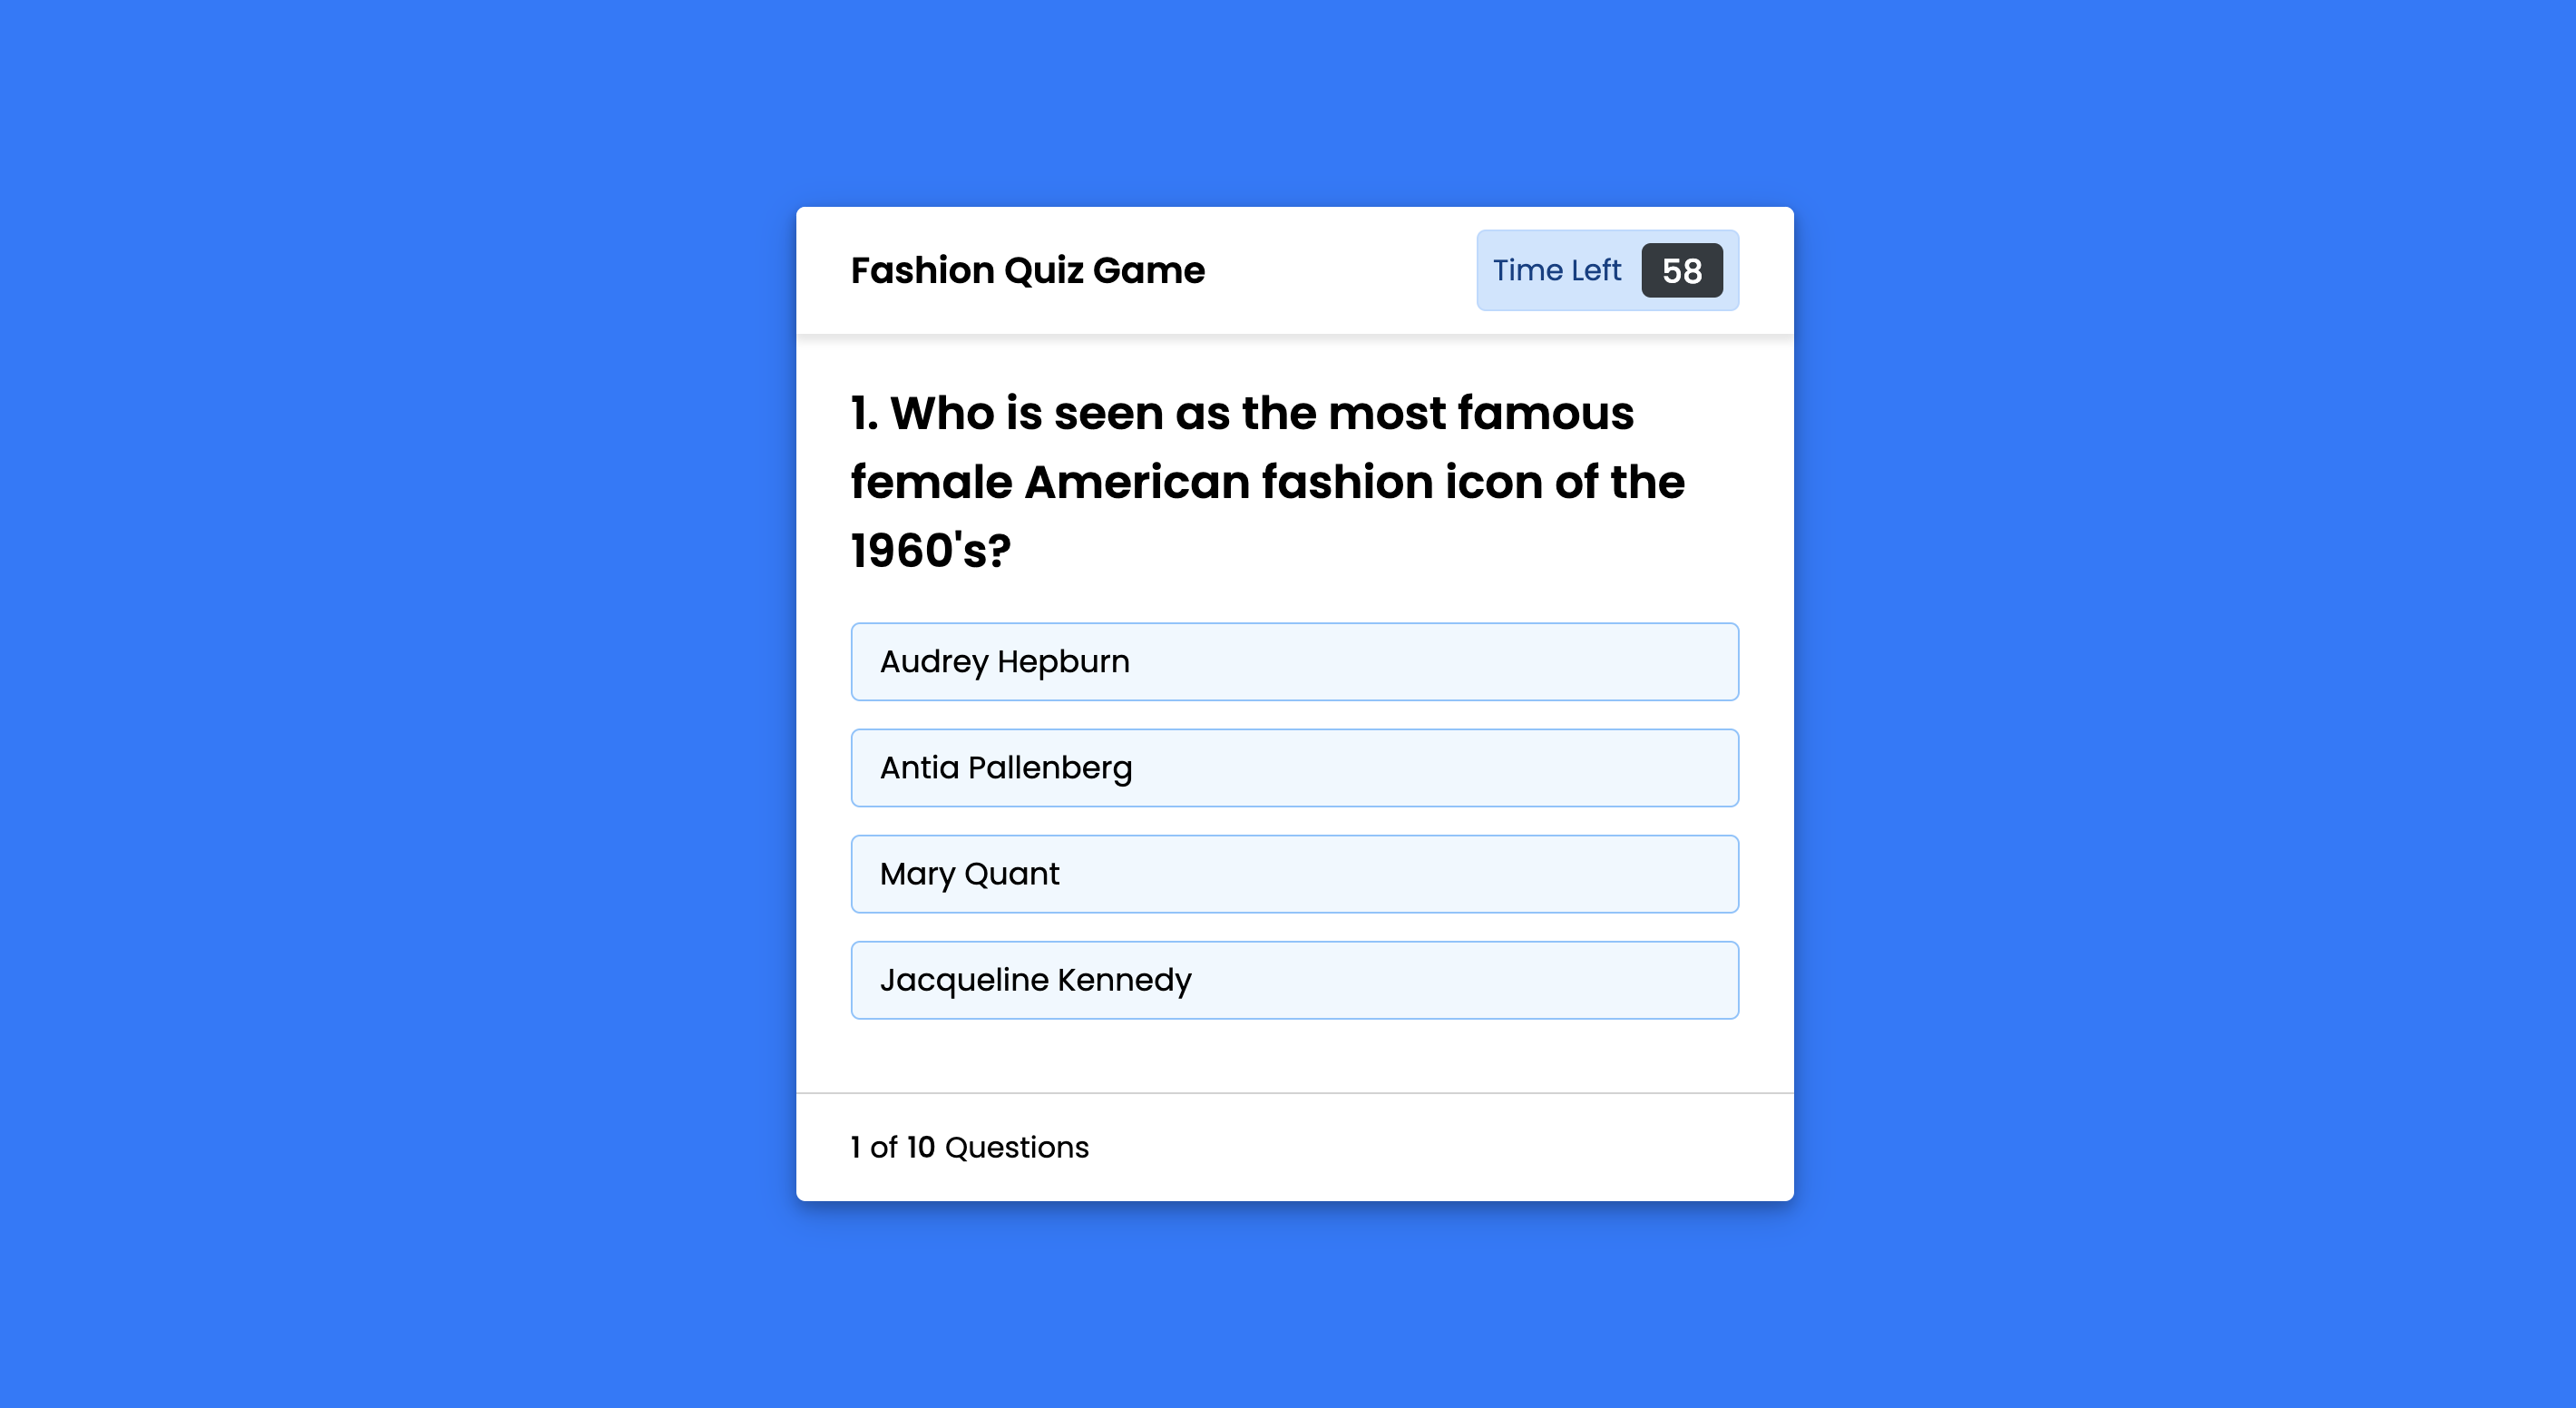 Fashion Quiz Game
Time Left 58
1. Who is seen as the most famous
female American fashion icon of the
1960's?
Audrey Hepburn
Antia Pallenberg
Mary Quant
Jacqueline Kennedy
1 of 10 Questions